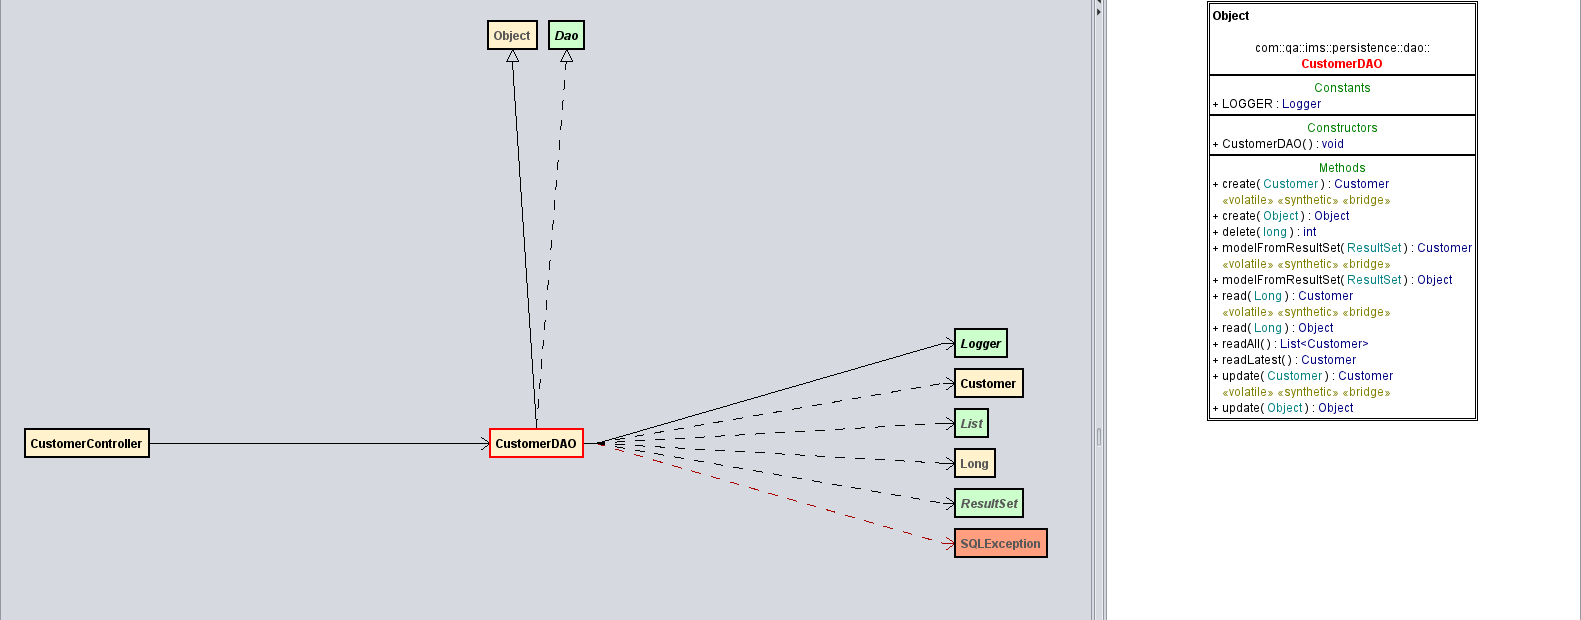 Object
Dao
Logger
Customer
List
CustomerController
CustomerDAO
Long
ResultSet
SQLException
Object
com::qa::ims::persistence::dao::
CustomerDAO
Constants
+ LOGGER : Logger
Constructors
+ CustomerDAO( ) : void
Methods
+ create( Customer ) : Customer
«volatile» «synthetic» «bridge»
+ create( Object ) : Object
+ delete( long ) : int
+ modelFromResultSet( ResultSet ) : Customer
«volatile» «synthetic» «bridge»
+ modelFromResultSet( ResultSet ) : Object
+ read( Long ) : Customer
«volatile» «synthetic» «bridge»
+ read( Long ) : Object
+ readAll( ) : List<Customer>
+ readLatest( ) : Customer
+ update( Customer ) : Customer
«volatile» «synthetic» «bridge»
+ update( Object ) : Object